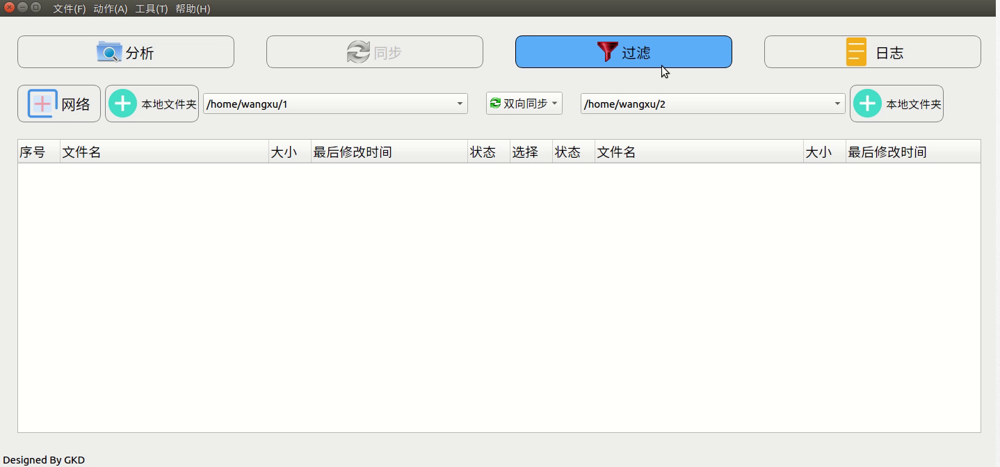 文件(F) 动作(A) 工具(T) 帮助(H)
分析 同步 过滤 日志
网络 本地文件夹 /home/wangxu/1 双向同步 /home/wangxu/2 本地文件夹
序号 文件名 大小 最后修改时间 状态 选择 状态 文件名 大小 最后修改时间
Designed By GKD